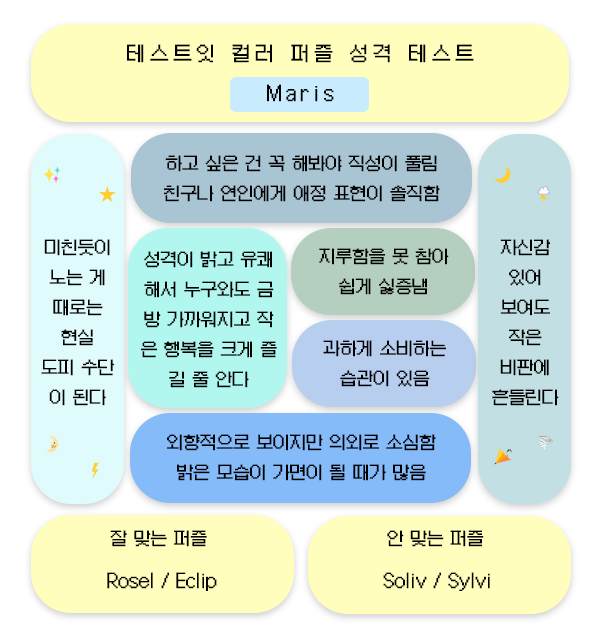 테스트잇 컬러 퍼즐 성격 테스트
Maris
하고 싶은 건 꼭 해봐야 직성이 풀림
친구나 연인에게 애정 표현이 솔직함
미친듯이
노는 게
때로는
현실
도피 수단
이 된다
성격이 밝고 유쾌
해서 누구와도 금
방 가까워지고 작
은 행복을 크게 즐
길 줄 안다
지루함을 못 참아
쉽게 싫증냄
과하게 소비하는
습관이 있음
자신감
있어
보여도
작은
비판에
흔들린다
외향적으로 보이지만 의외로 소심함
밝은 모습이 가면이 될 때가 많음
잘 맞는 퍼즐
Rosel / Eclip
안 맞는 퍼즐
Soliv / Sylvi